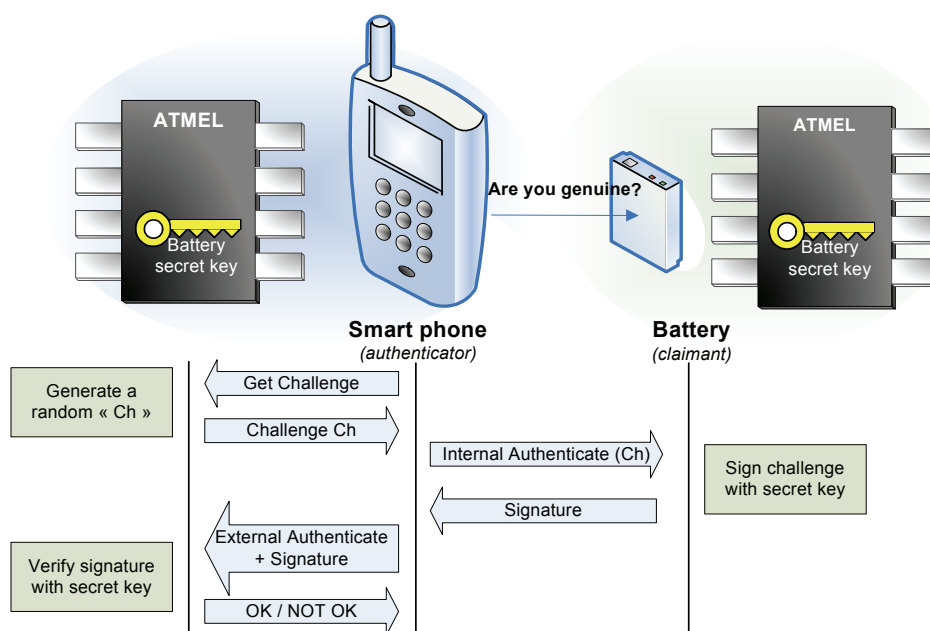 ATMEL
Battery
secret key
Are you genuine?
ATMEL
Battery
secret key
Smart phone
(authenticator)
Battery
(claimant)
Generate a
random « Ch »
Get Challenge
Challenge Ch
Internal Authenticate (Ch)
Sign challenge
with secret key
Signature
External Authenticate
+ Signature
Verify signature
with secret key
OK / NOT OK